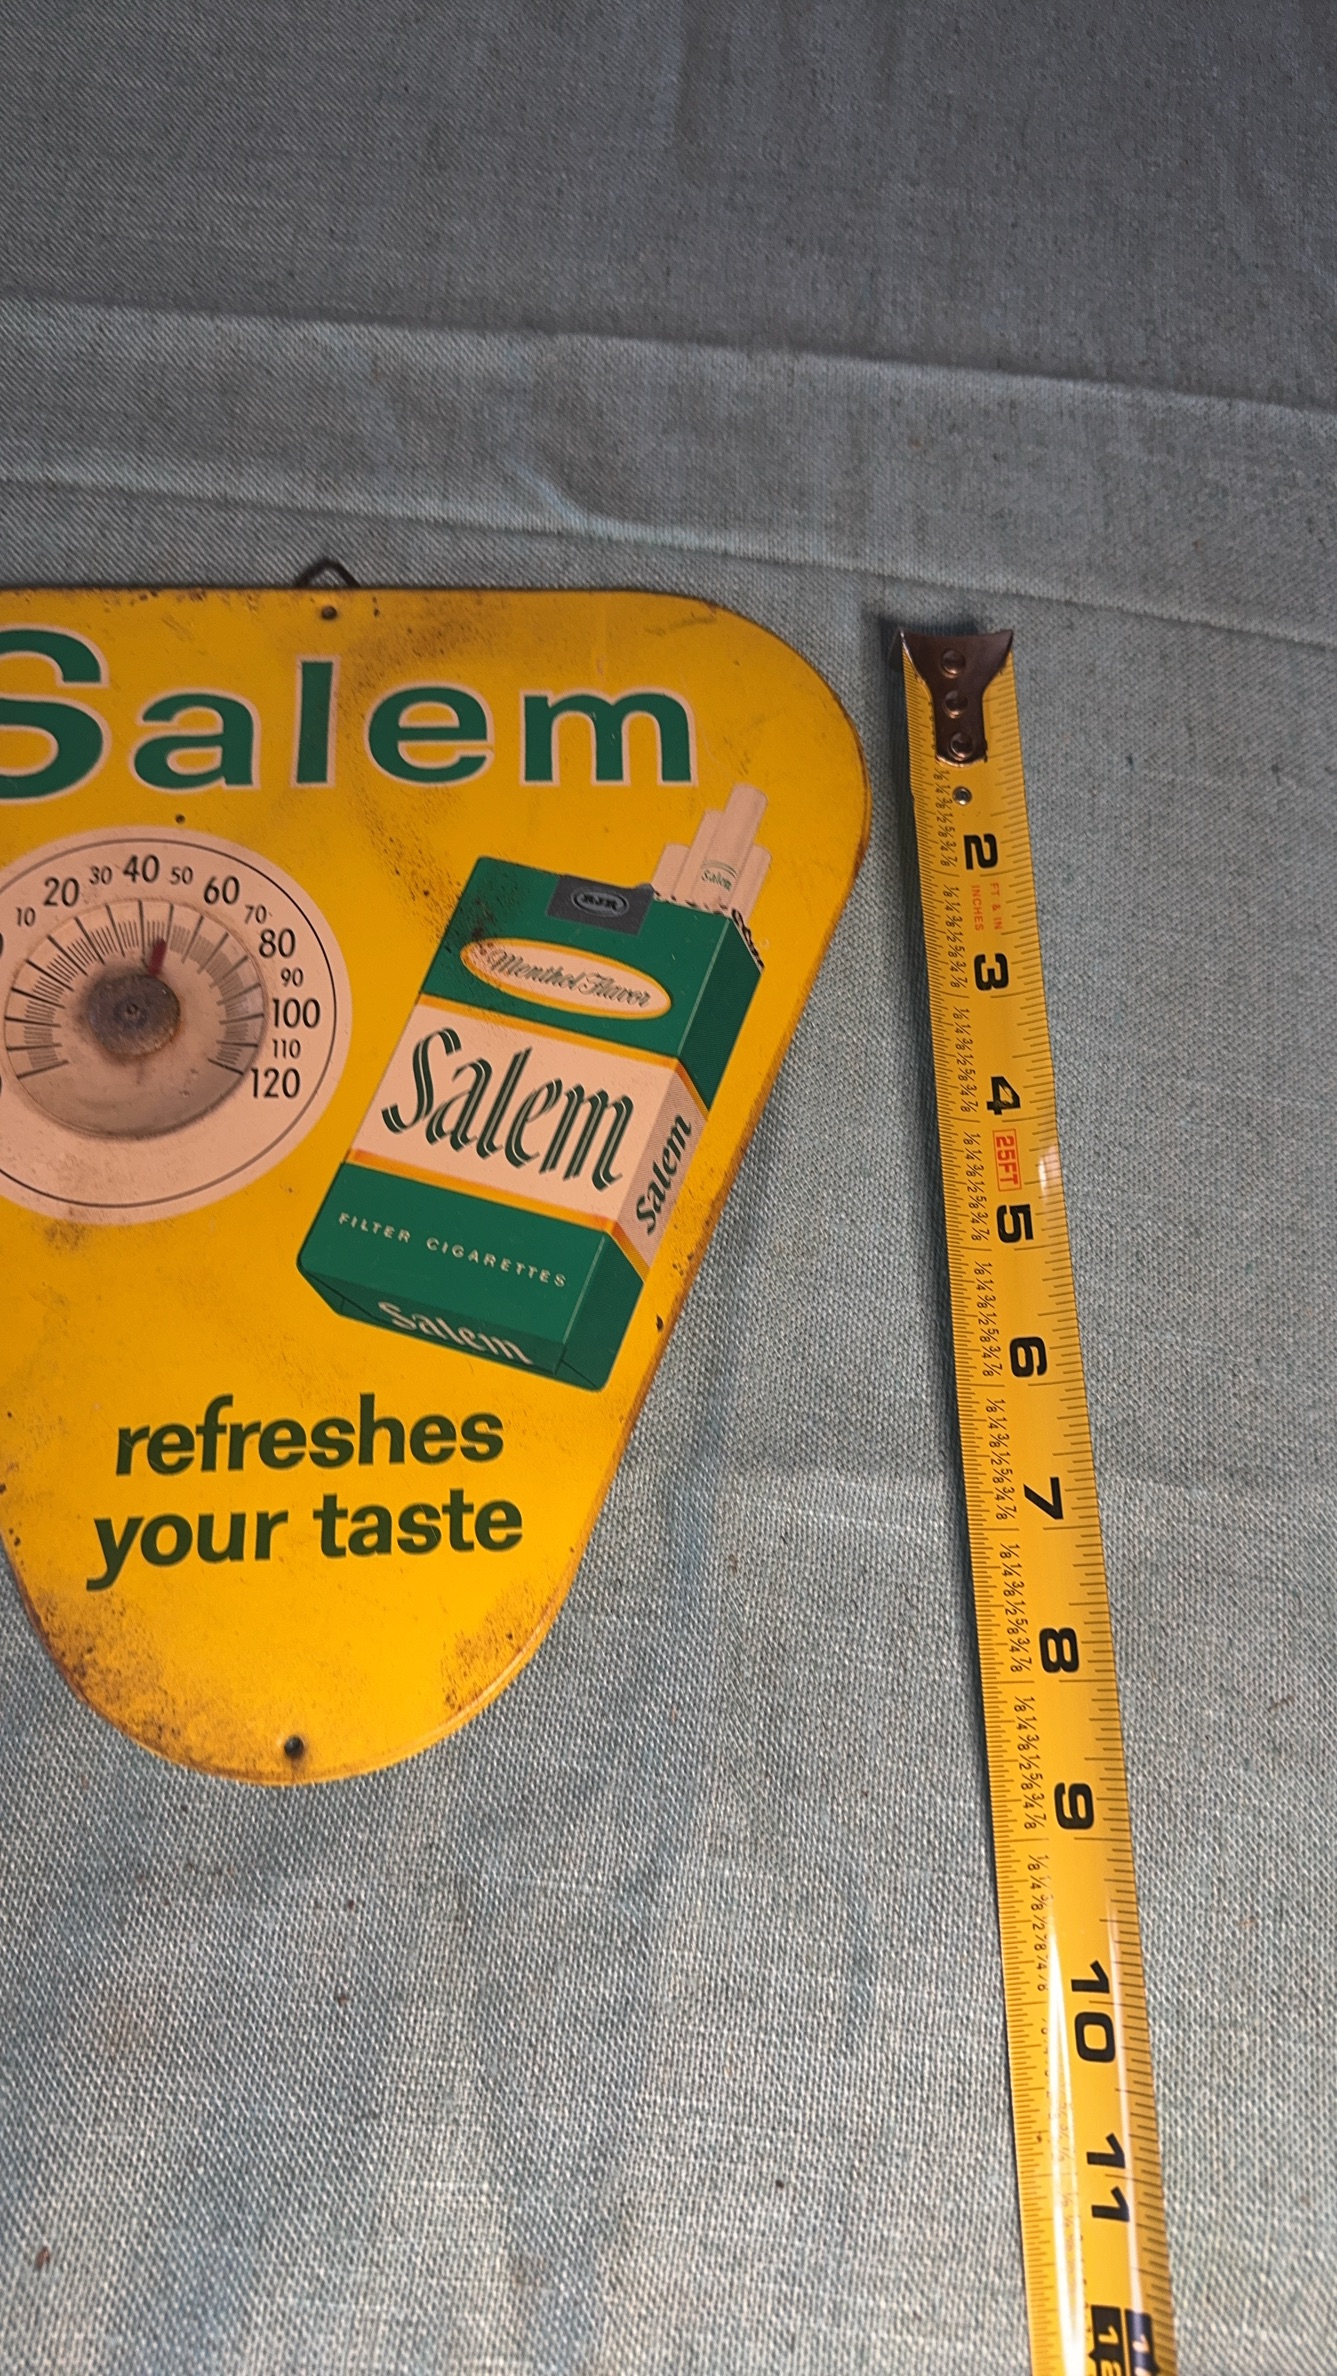 Salem
10 20 30 40 50 60 70 80 90 100 110 120
Salem
RJR
Menthol Flavor
Salem
Salem
FILTER CIGARETTES
Salem
refreshes
your taste
2
FT & IN
INCHES
3
4
25FT
5
6
7
8
9
10
11
12